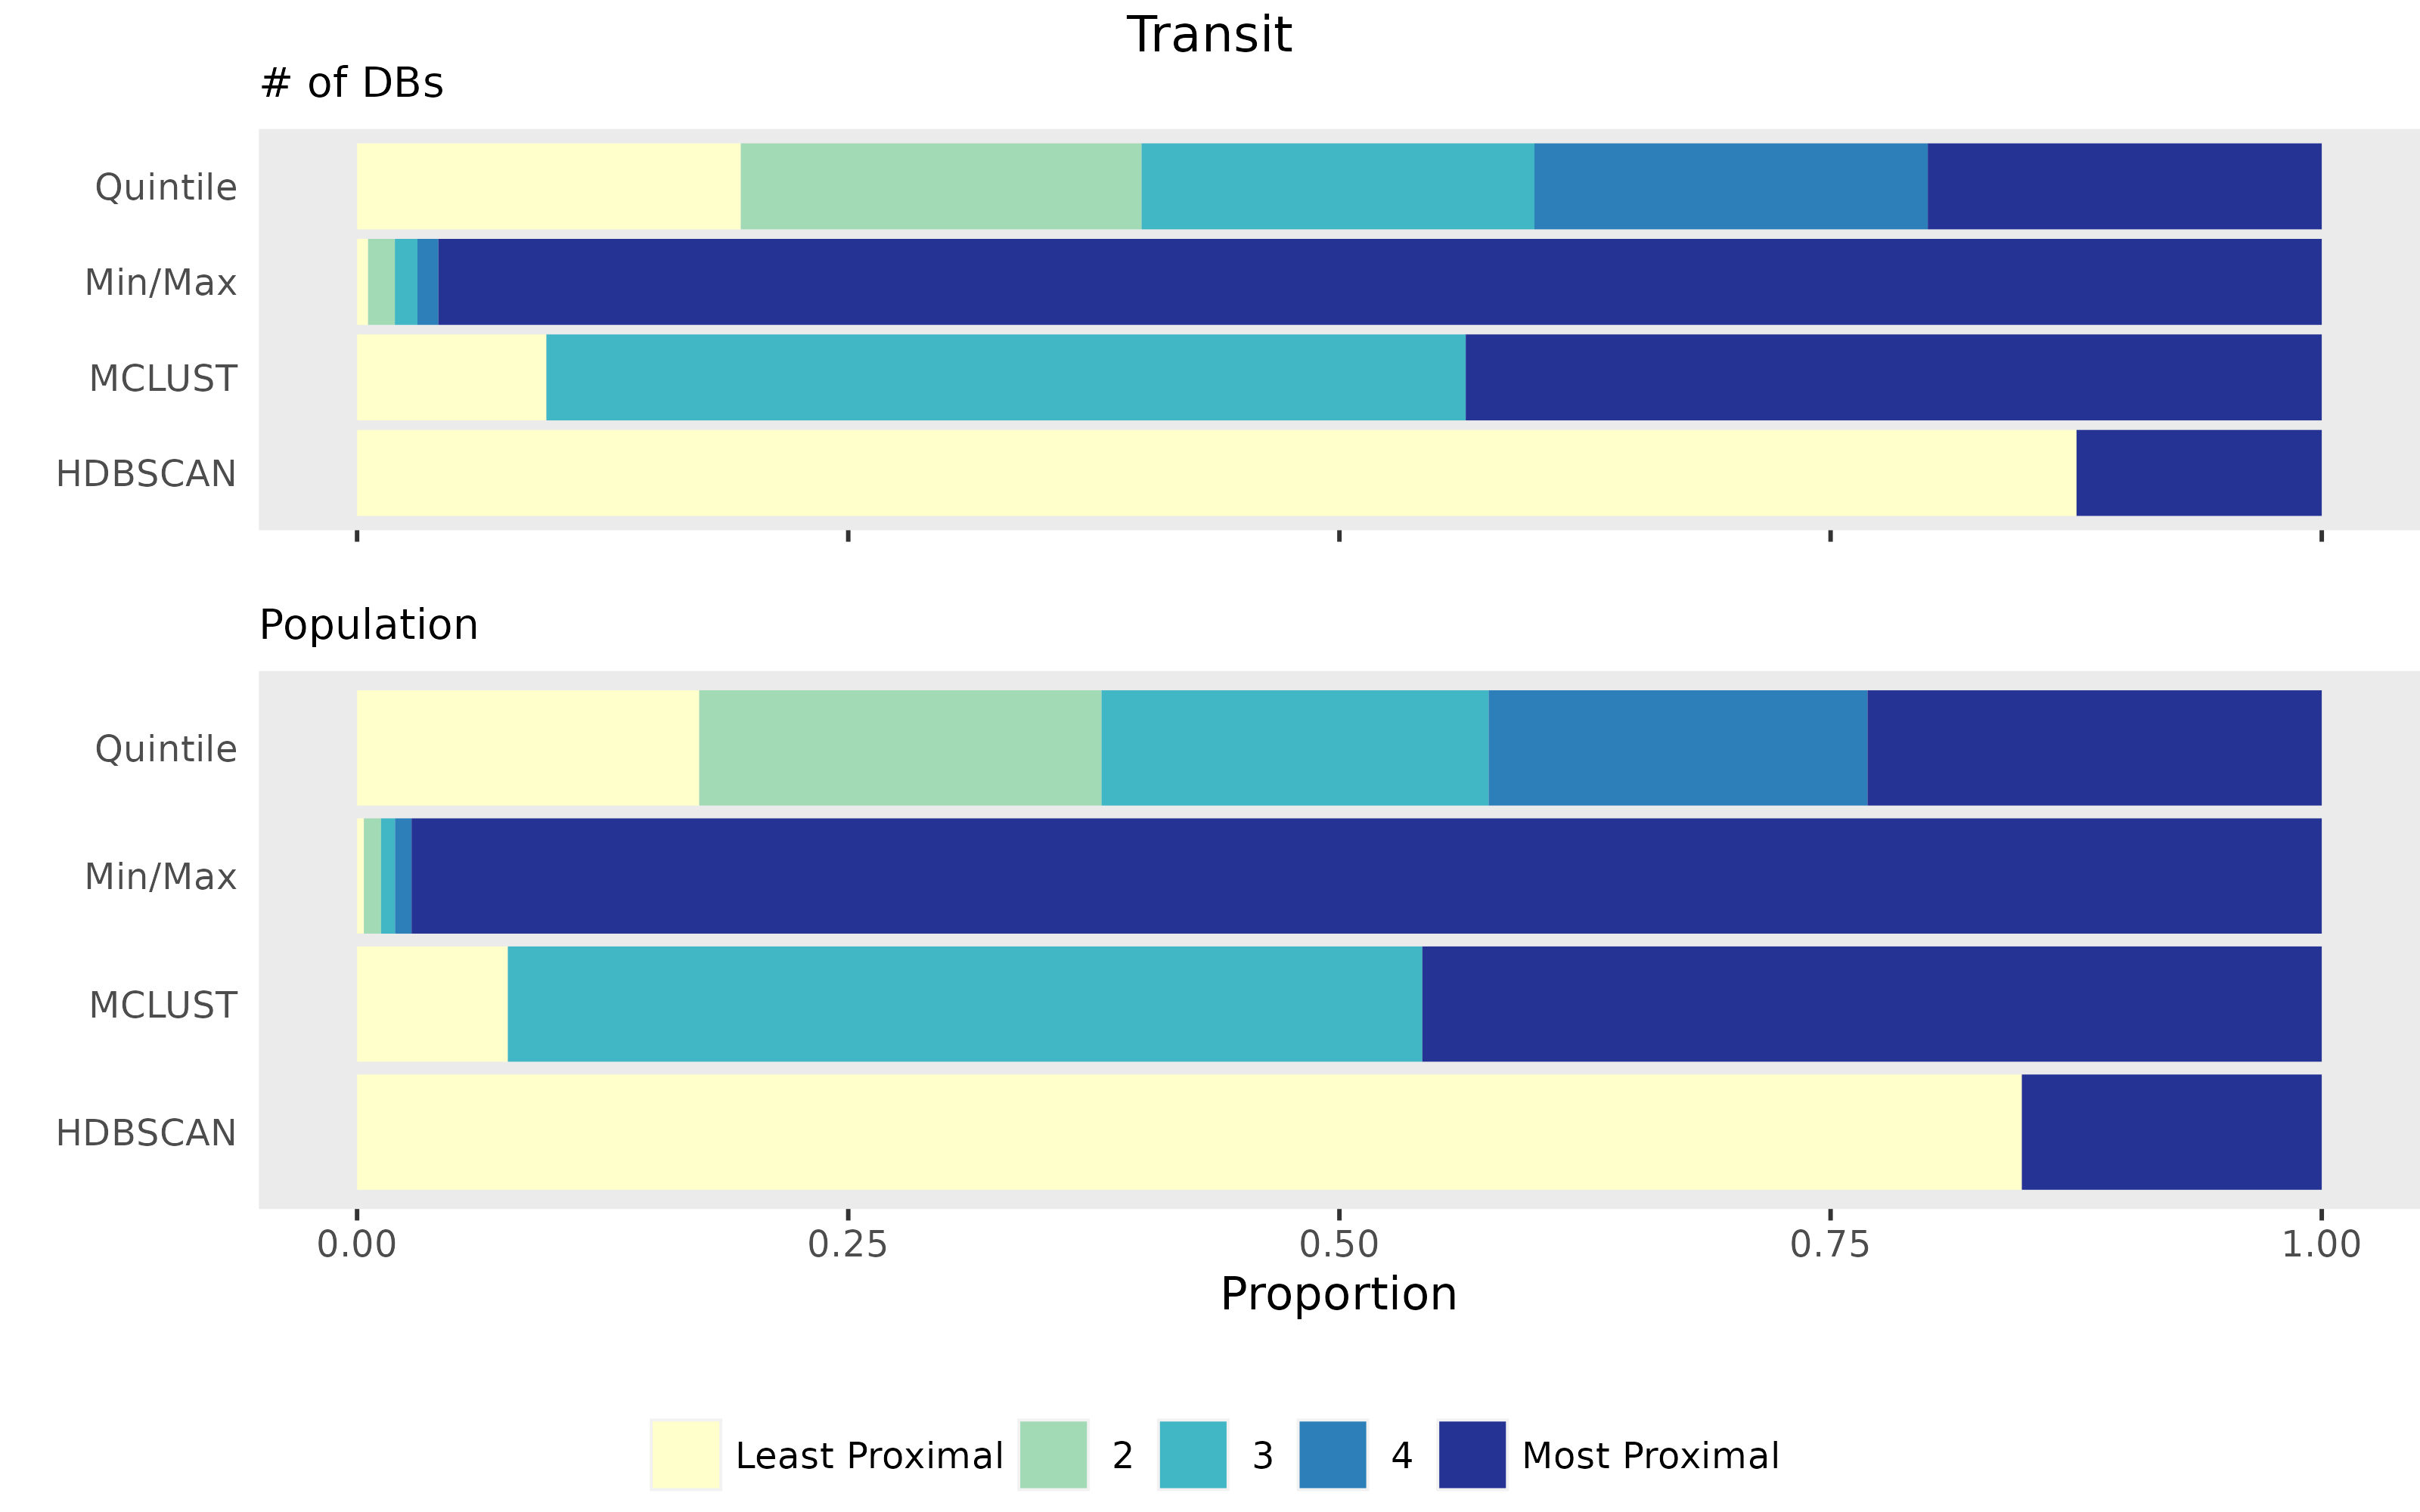 Transit
# of DBs
Quintile
Min/Max
MCLUST
HDBSCAN
Population
Quintile
Min/Max
MCLUST
HDBSCAN
0.00 0.25 0.50 0.75 1.00
Proportion
Least Proximal 2 3 4 Most Proximal